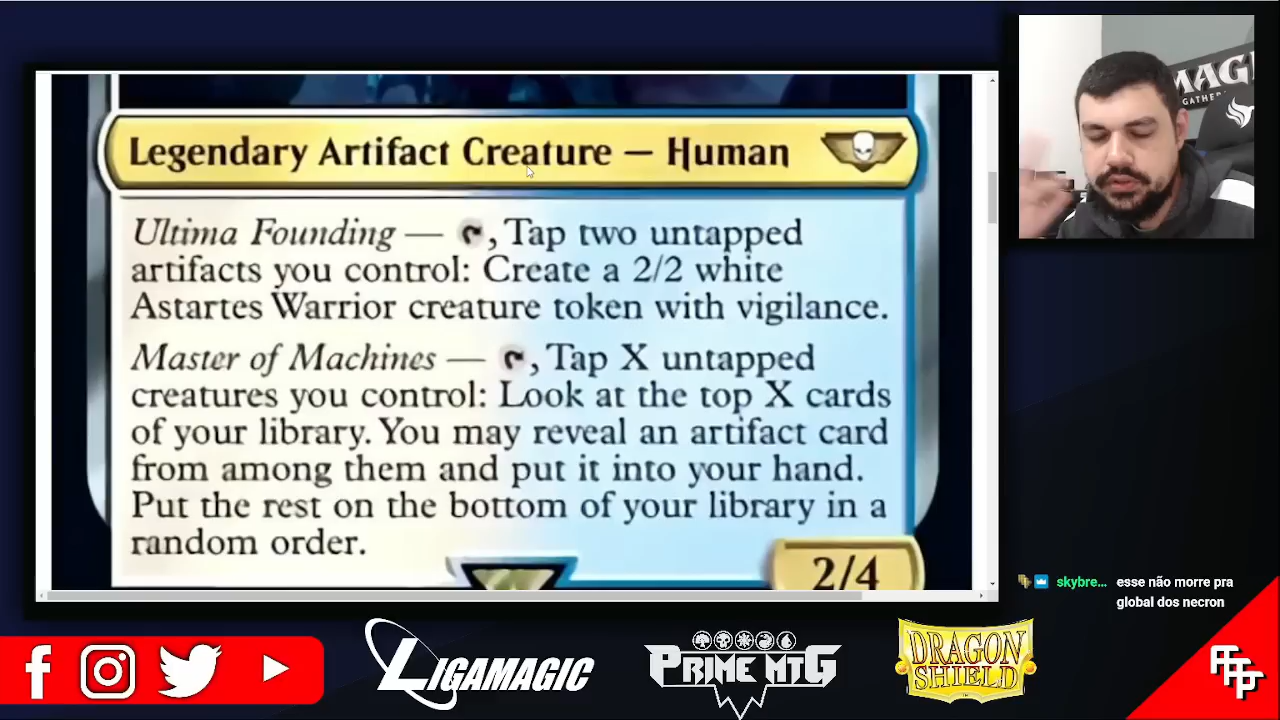 Legendary Artifact Creature — Human
Ultima Founding — , Tap two untapped
artifacts you control: Create a 2/2 white
Astartes Warrior creature token with vigilance.
Master of Machines — , Tap X untapped
creatures you control: Look at the top X cards
of your library. You may reveal an artifact card
from among them and put it into your hand.
Put the rest on the bottom of your library in a
random order.
2/4
MAGI
GATHER
skybre... esse não morre pra
global dos necron
LIGAMAGIC
PRIME MTG
DRAGON
SHIELD